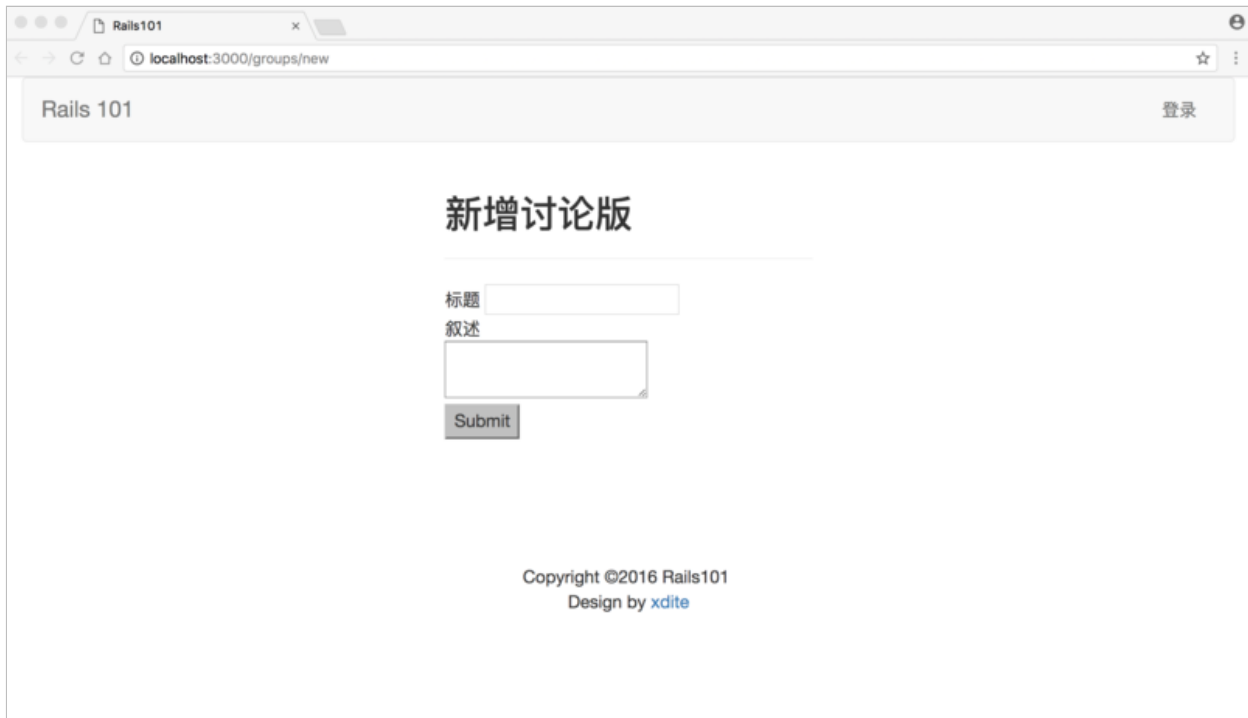 Rails101
localhost:3000/groups/new
Rails 101
登录
新增讨论版
标题
叙述
Submit
Copyright ©2016 Rails101
Design by xdite